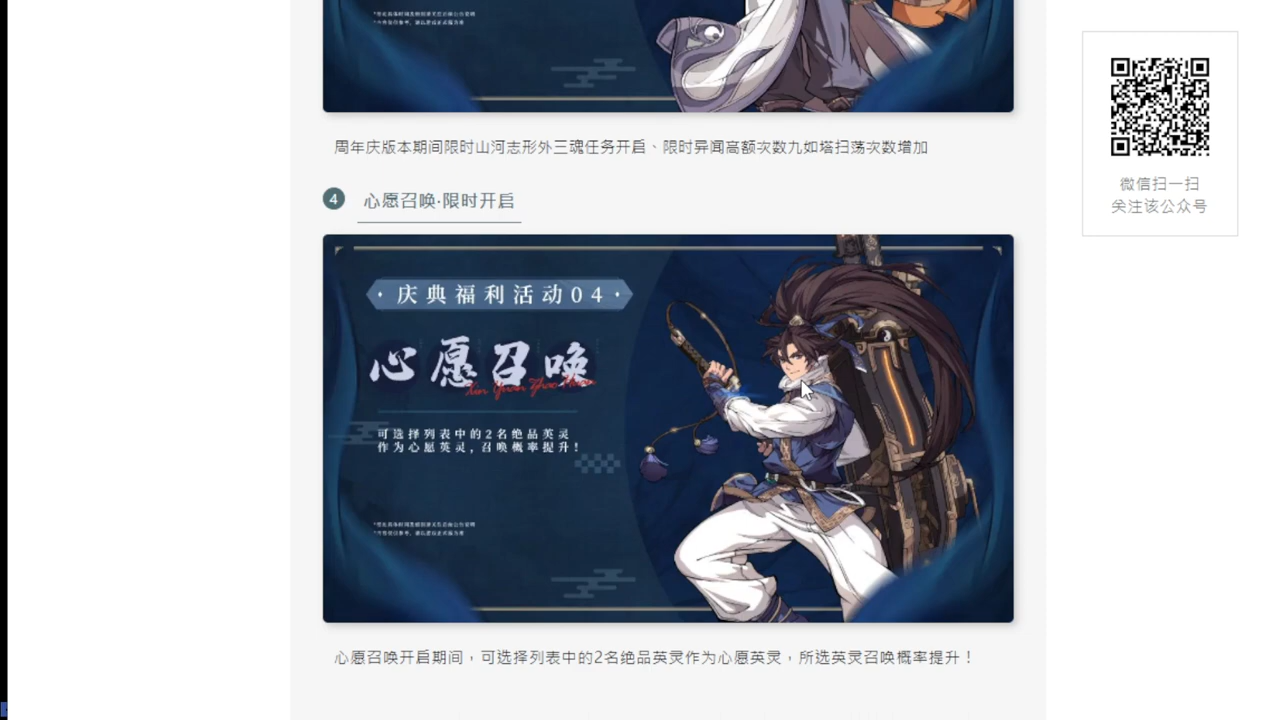 周年庆版本期间限时山河志形外三魂任务开启、限时异闻高额次数九如塔扫荡次数增加
4 心愿召唤·限时开启
庆典福利活动04
心愿召唤
Xin Yuan Zhao Huan
可选择列表中的2名绝品英灵
作为心愿英灵,召唤概率提升!
心愿召唤开启期间,可选择列表中的2名绝品英灵作为心愿英灵,所选英灵召唤概率提升!
微信扫一扫
关注该公众号